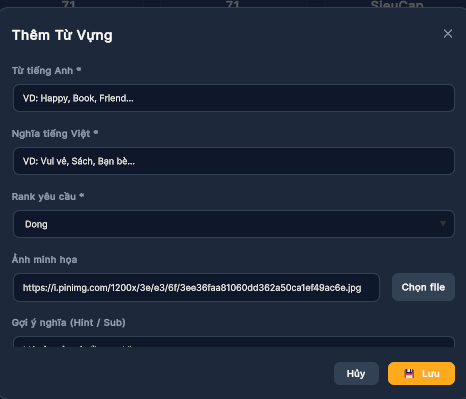 71
71
SieuCap
Thêm Từ Vựng
Từ tiếng Anh *
VD: Happy, Book, Friend...
Nghĩa tiếng Việt *
VD: Vui vẻ, Sách, Bạn bè...
Rank yêu cầu *
Dong
Ảnh minh họa
https://i.pinimg.com/1200x/3e/e3/6f/3ee36faa81060dd362a50ca1ef49ac6e.jpg
Chọn file
Gợi ý nghĩa (Hint / Sub)
Hủy
Lưu